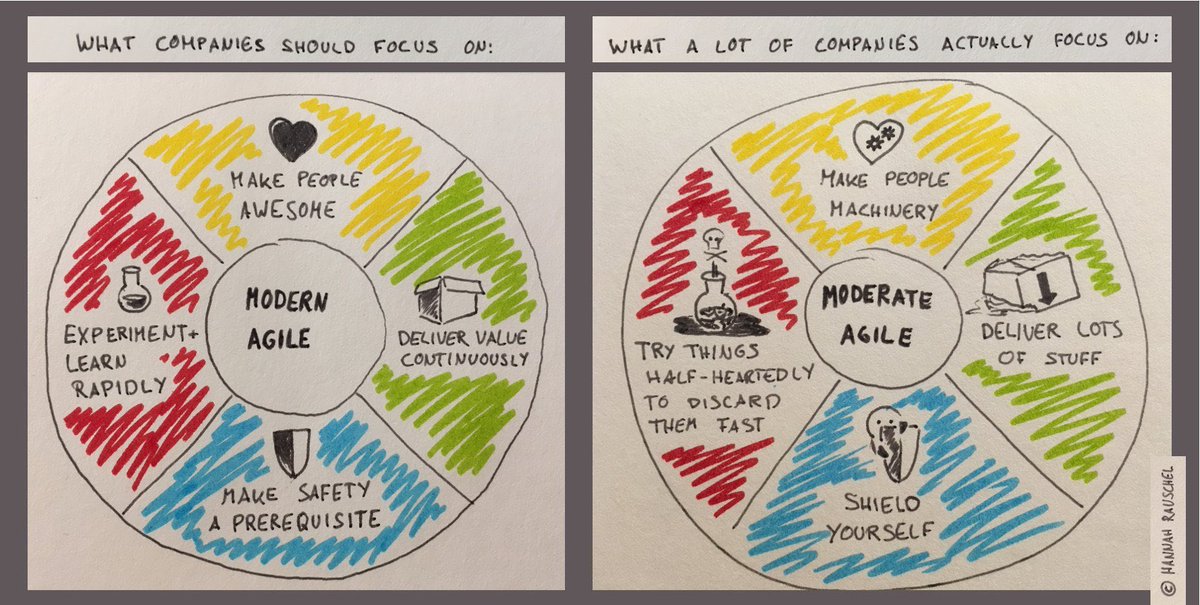 WHAT COMPANIES SHOULD FOCUS ON:
MAKE PEOPLE
AWESOME
EXPERIMENT+
LEARN
RAPIDLY
MODERN
AGILE
DELIVER VALUE
CONTINUOUSLY
MAKE SAFETY
A PREREQUISITE
WHAT A LOT OF COMPANIES ACTUALLY FOCUS ON:
MAKE PEOPLE
MACHINERY
TRY THINGS
HALF-HEARTEDLY
TO DISCARD
THEM FAST
MODERATE
AGILE
DELIVER LOTS
OF STUFF
SHIELD
YOURSELF
© HANNAH RAUSCHEL